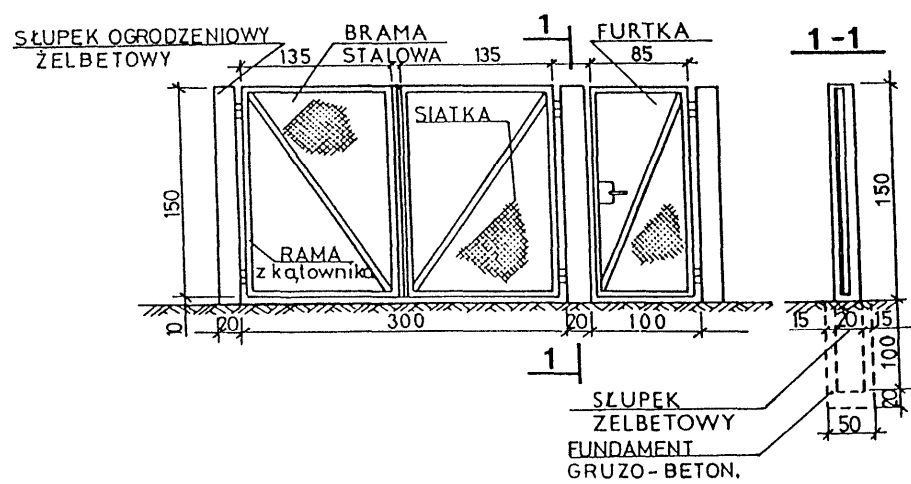 SŁUPEK OGRODZENIOWY
ŻELBETOWY
BRAMA
STALOWA
135
135
1
FURTKA
85
1-1
SIATKA
150
RAMA
z kątownika
10
20
300
20
100
1
150
15
20
15
100
20
50
SŁUPEK
ŻELBETOWY
FUNDAMENT
GRUZO-BETON.